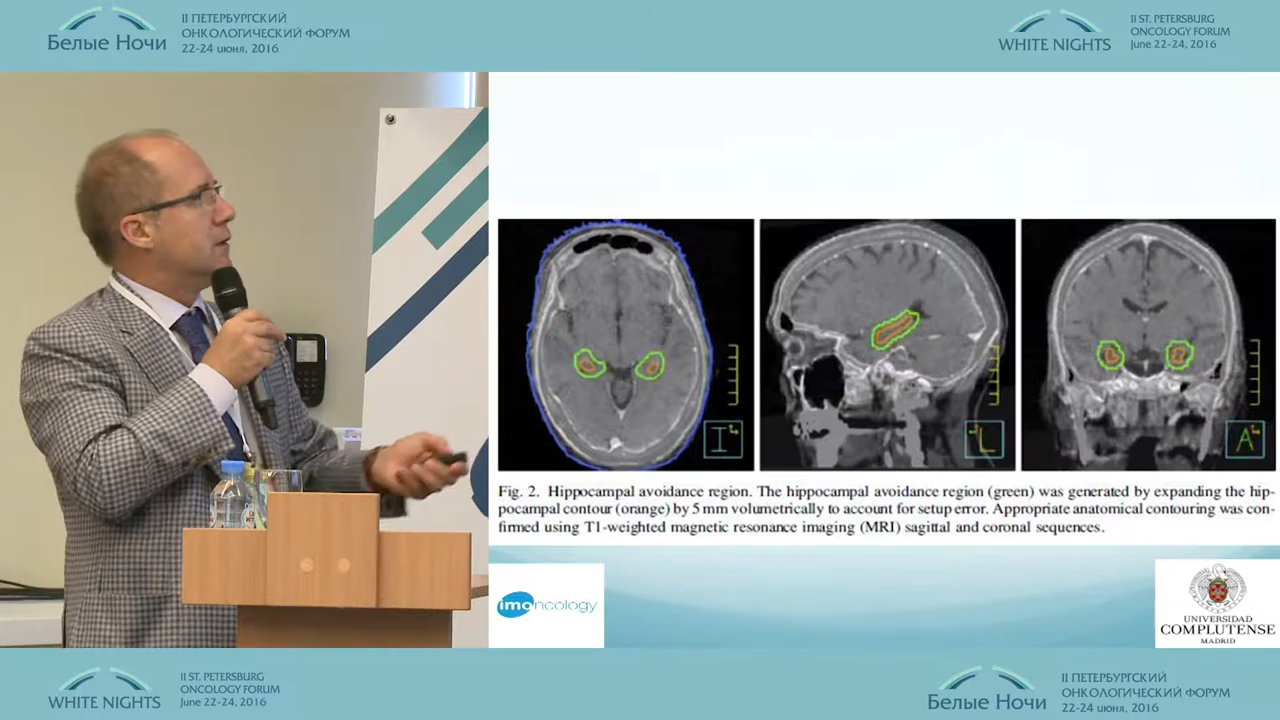 Белые Ночи
II ПЕТЕРБУРГСКИЙ
ОНКОЛОГИЧЕСКИЙ ФОРУМ
22-24 июня, 2016
WHITE NIGHTS
II ST. PETERSBURG
ONCOLOGY FORUM
June 22-24, 2016
I
L
A
Fig. 2. Hippocampal avoidance region. The hippocampal avoidance region (green) was generated by expanding the hip-
pocampal contour (orange) by 5 mm volumetrically to account for setup error. Appropriate anatomical contouring was con-
firmed using T1-weighted magnetic resonance imaging (MRI) sagittal and coronal sequences.
imoncology
UNIVERSIDAD
COMPLUTENSE
MADRID
WHITE NIGHTS
II ST. PETERSBURG
ONCOLOGY FORUM
June 22-24, 2016
Белые Ночи
II ПЕТЕРБУРГСКИЙ
ОНКОЛОГИЧЕСКИЙ ФОРУМ
22-24 июня, 2016